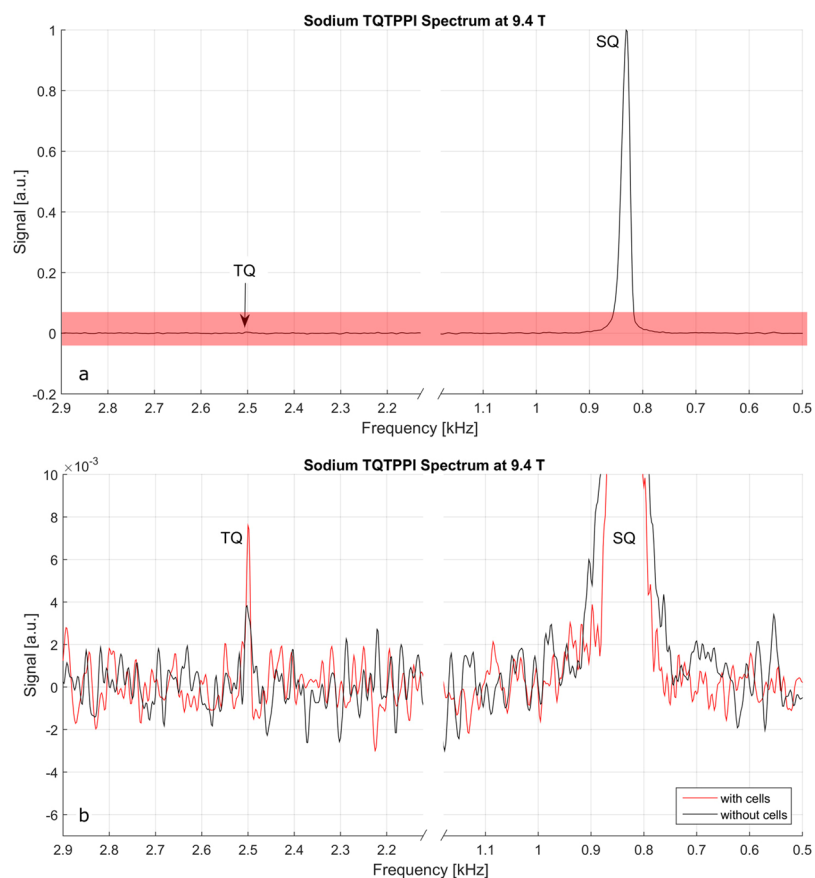 Sodium TQTPPI Spectrum at 9.4 T
1
SQ
0.8
0.6
Signal [a.u.]
0.4
TQ
0.2
0
a
-0.2
2.9 2.8 2.7 2.6 2.5 2.4 2.3 2.2 1.1 1 0.9 0.8 0.7 0.6 0.5
Frequency [kHz]
×10⁻³ Sodium TQTPPI Spectrum at 9.4 T
10
8
TQ SQ
6
4
Signal [a.u.]
2
0
-2
-4
with cells
-6
b
without cells
2.9 2.8 2.7 2.6 2.5 2.4 2.3 2.2 1.1 1 0.9 0.8 0.7 0.6 0.5
Frequency [kHz]